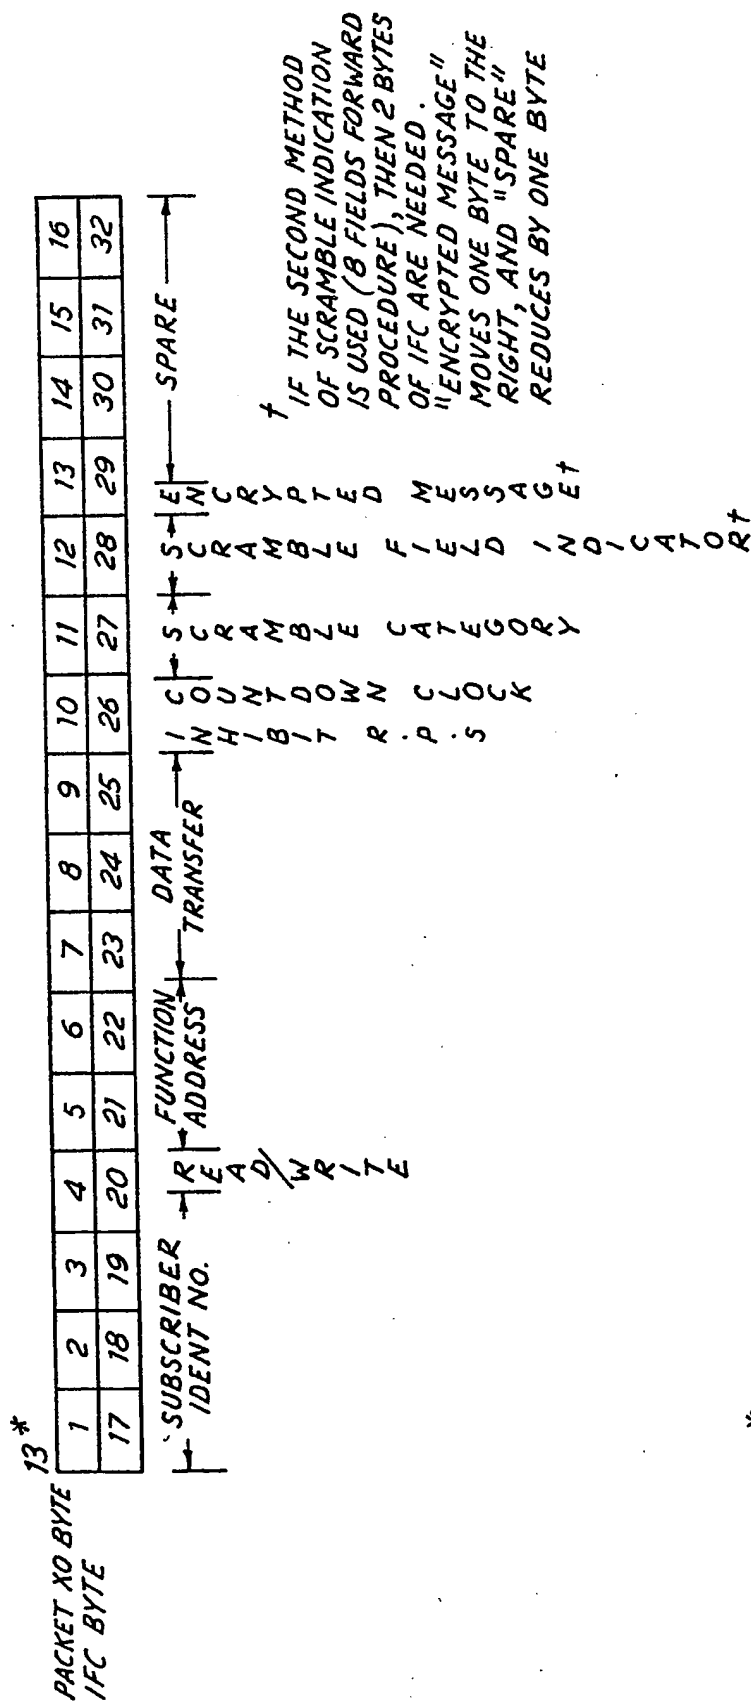 13*
PACKET XO BYTE 1 2 3 4 5 6 7 8 9 10 11 12 13 14 15 16
IFC BYTE 17 18 19 20 21 22 23 24 25 26 27 28 29 30 31 32
SUBSCRIBER
IDENT NO.
READ/WRITE
FUNCTION
ADDRESS
DATA
TRANSFER
INHIBIT R.P.S
COUNTDOWN CLOCK
SCRAMBLE CATEGORY
SCRAMBLE FIELD INDICATOR†
ENCRYPTED MESSAGE†
SPARE
† IF THE SECOND METHOD
OF SCRAMBLE INDICATION
IS USED (8 FIELDS FORWARD
PROCEDURE), THEN 2 BYTES
OF IFC ARE NEEDED.
"ENCRYPTED MESSAGE"
MOVES ONE BYTE TO THE
RIGHT, AND "SPARE"
REDUCES BY ONE BYTE